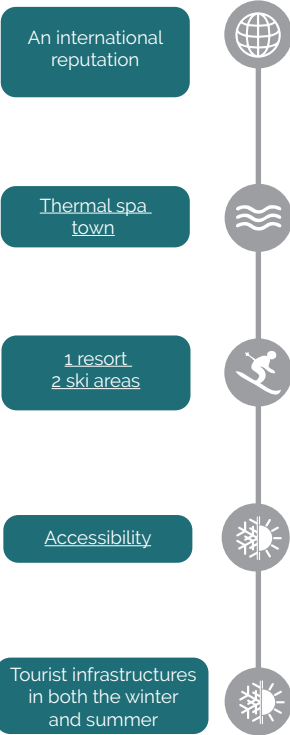 An international
reputation
Thermal spa
town
1 resort
2 ski areas
Accessibility
Tourist infrastructures
in both the winter
and summer